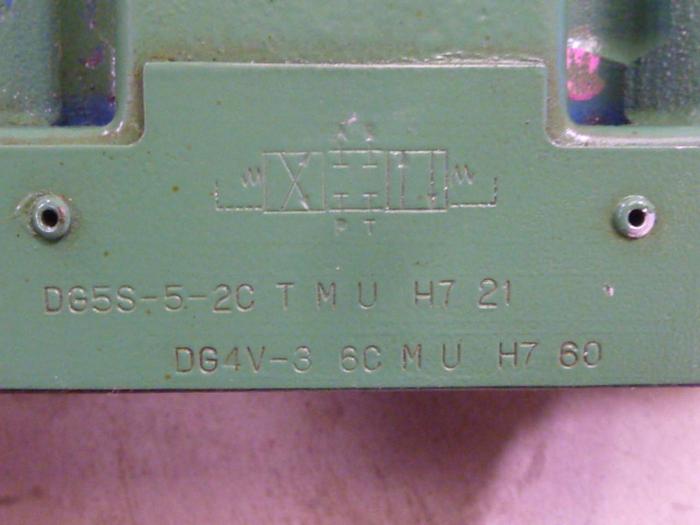 P T
DG5S-5-2C T M U H7 21
DG4V-3 6C M U H7 60